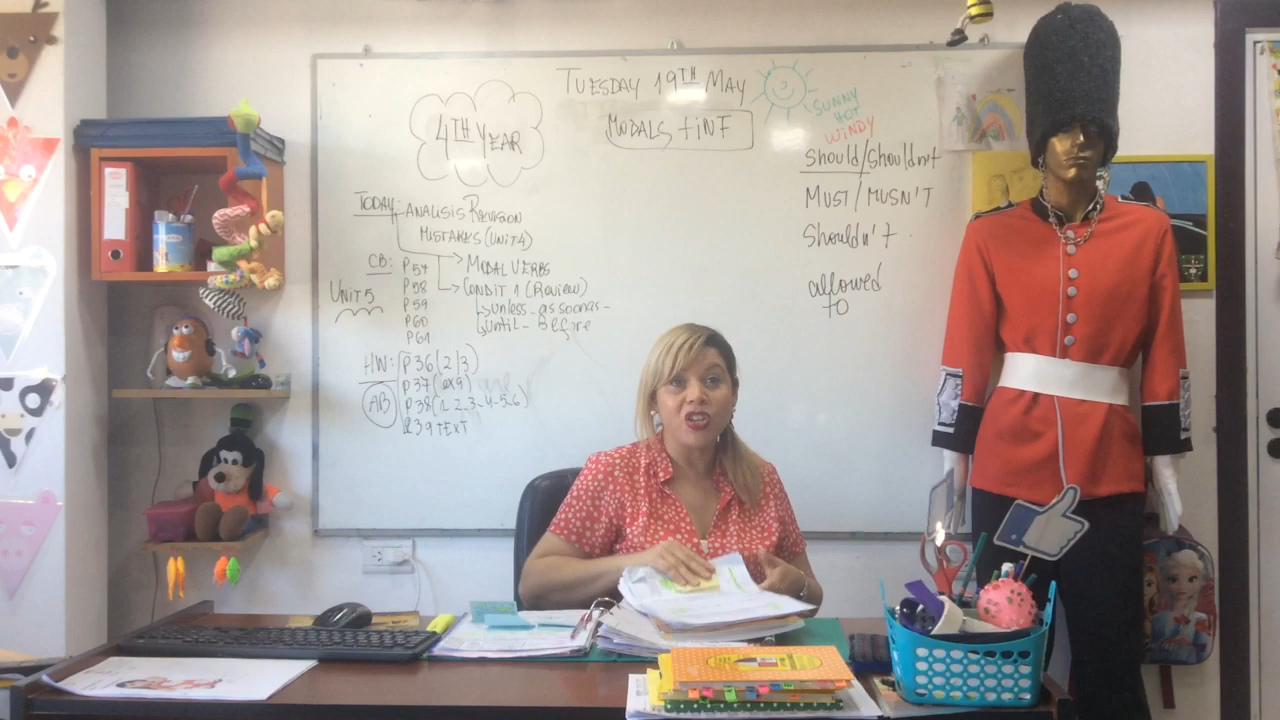 TUESDAY 19TH MAY
4TH YEAR
MODALS + INF
SUNNY
HOT
WINDY
TODAY: ANALISIS REVISION
MISTAKES (UNIT 4)
CB: P 57
P 58
P 59
P 60
P 61
UNIT 5
MODAL VERBS
CONDIT 1 (REVIEW)
UNLESS - as soon as -
UNTIL - Before
HW: P 36 (2/3)
AB
P 37 (ex 9)
P 38 (1-2-3-4-5-6)
P 39 TEXT
Should/Shouldn't
MUST/MUSN'T
Shouldn't.
allowed
to